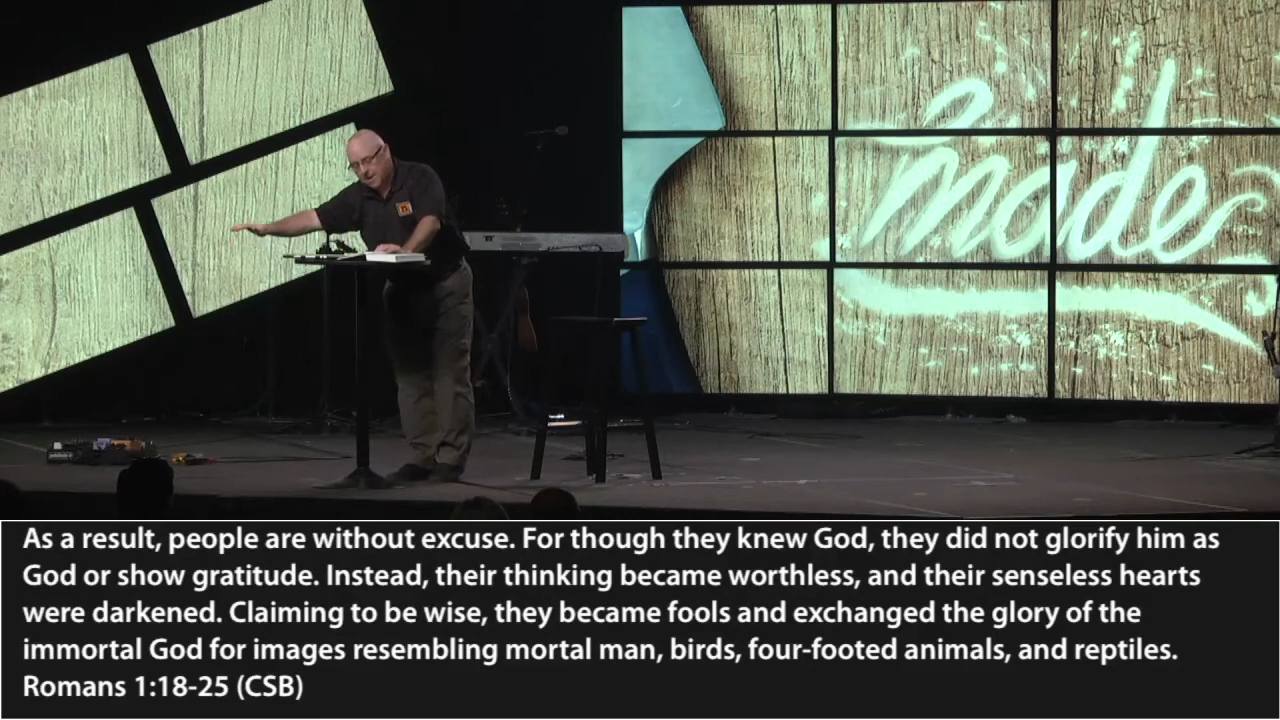 made
As a result, people are without excuse. For though they knew God, they did not glorify him as
God or show gratitude. Instead, their thinking became worthless, and their senseless hearts
were darkened. Claiming to be wise, they became fools and exchanged the glory of the
immortal God for images resembling mortal man, birds, four-footed animals, and reptiles.
Romans 1:18-25 (CSB)